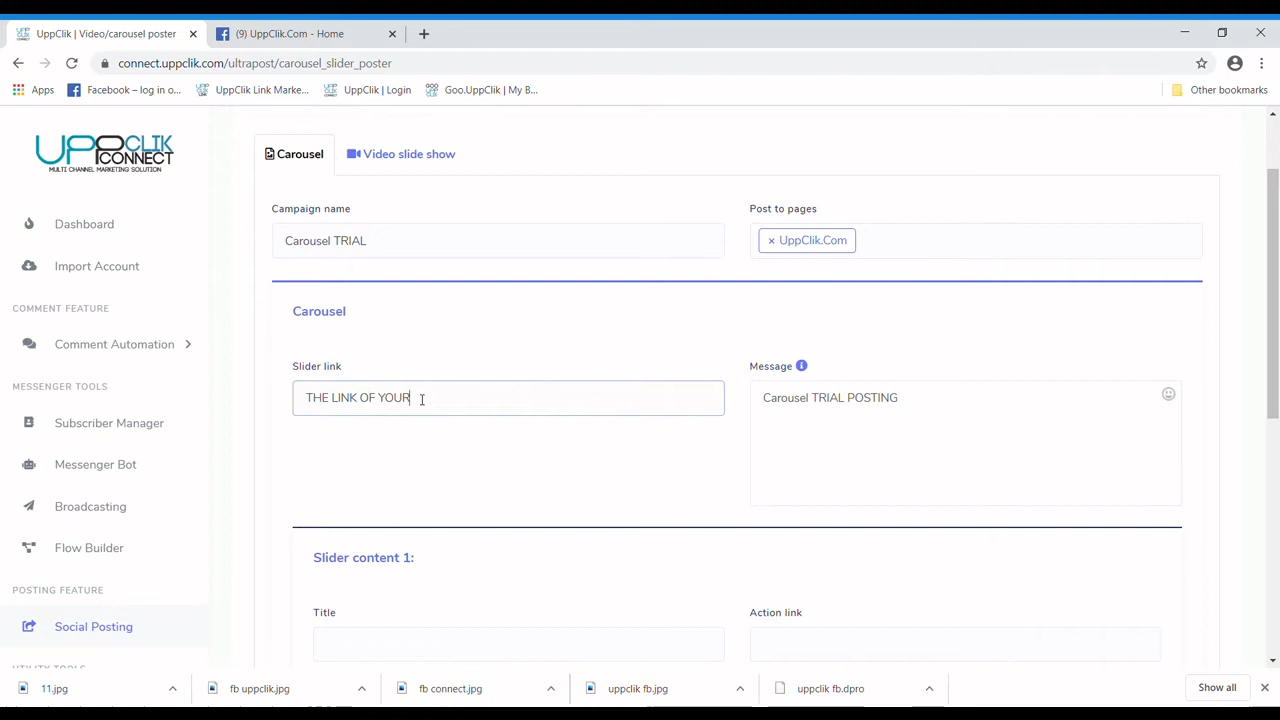 UppClik | Video/carousel poster
(9) UppClik.Com - Home
connect.uppclik.com/ultrapost/carousel_slider_poster
Apps
Facebook – log in o...
UppClik Link Marke...
UppClik | Login
Goo.UppClik | My B...
Other bookmarks
UPPCLIK
CONNECT
MULTI CHANNEL MARKETING SOLUTION
Dashboard
Import Account
COMMENT FEATURE
Comment Automation
MESSENGER TOOLS
Subscriber Manager
Messenger Bot
Broadcasting
Flow Builder
POSTING FEATURE
Social Posting
UTILITY TOOLS
Carousel
Video slide show
Campaign name
Carousel TRIAL
Post to pages
× UppClik.Com
Carousel
Slider link
THE LINK OF YOUR
Message
Carousel TRIAL POSTING
Slider content 1:
Title
Action link
11.jpg
fb uppclik.jpg
fb connect.jpg
uppclik fb.jpg
uppclik fb.dpro
Show all